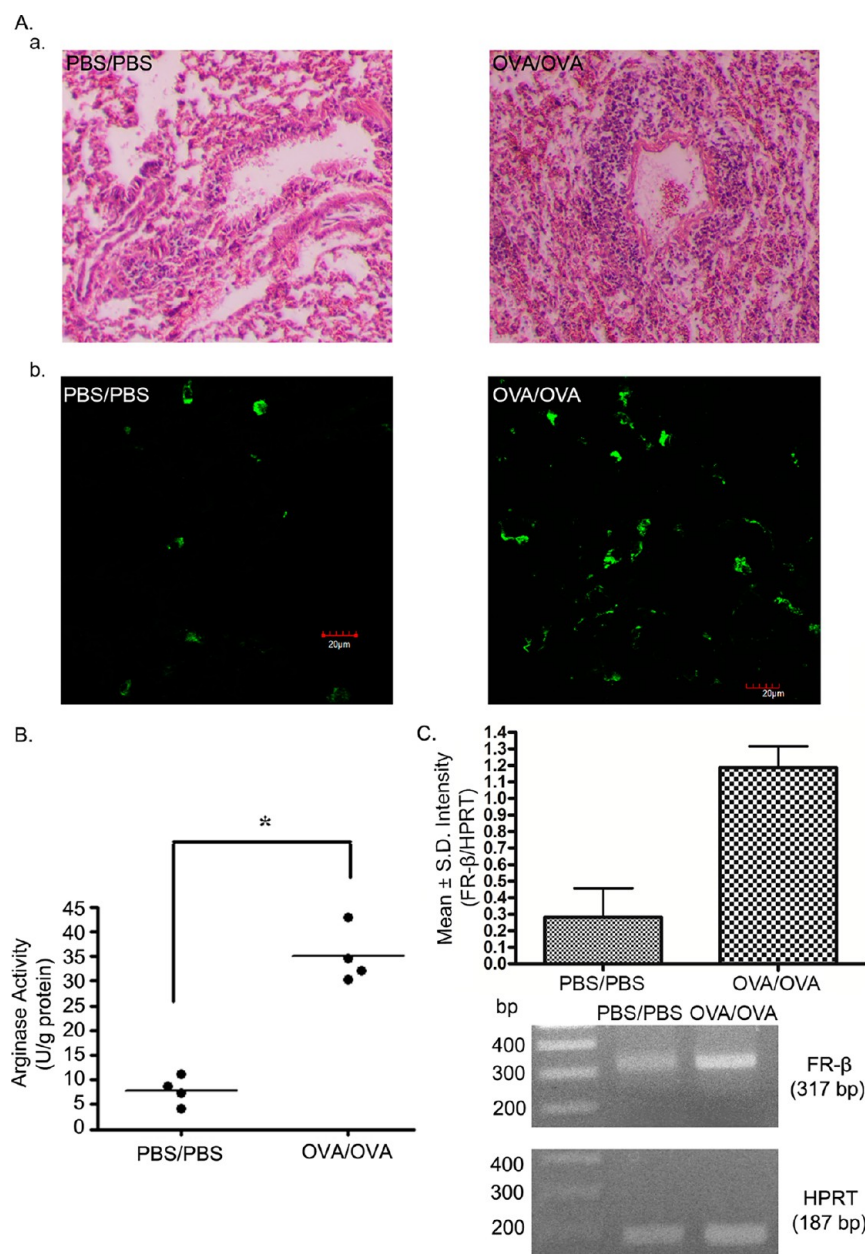 A.
a.
PBS/PBS
OVA/OVA
b.
PBS/PBS
OVA/OVA
20µm
20µm
B.
*
Arginase Activity
(U/g protein)
45
40
35
30
25
20
15
10
5
0
PBS/PBS
OVA/OVA
C.
Mean ± S.D. Intensity
(FR-β/HPRT)
1.4
1.3
1.2
1.1
1.0
0.9
0.8
0.7
0.6
0.5
0.4
0.3
0.2
0.1
0.0
PBS/PBS
OVA/OVA
bp
PBS/PBS OVA/OVA
400
300
200
FR-β
(317 bp)
400
300
200
HPRT
(187 bp)